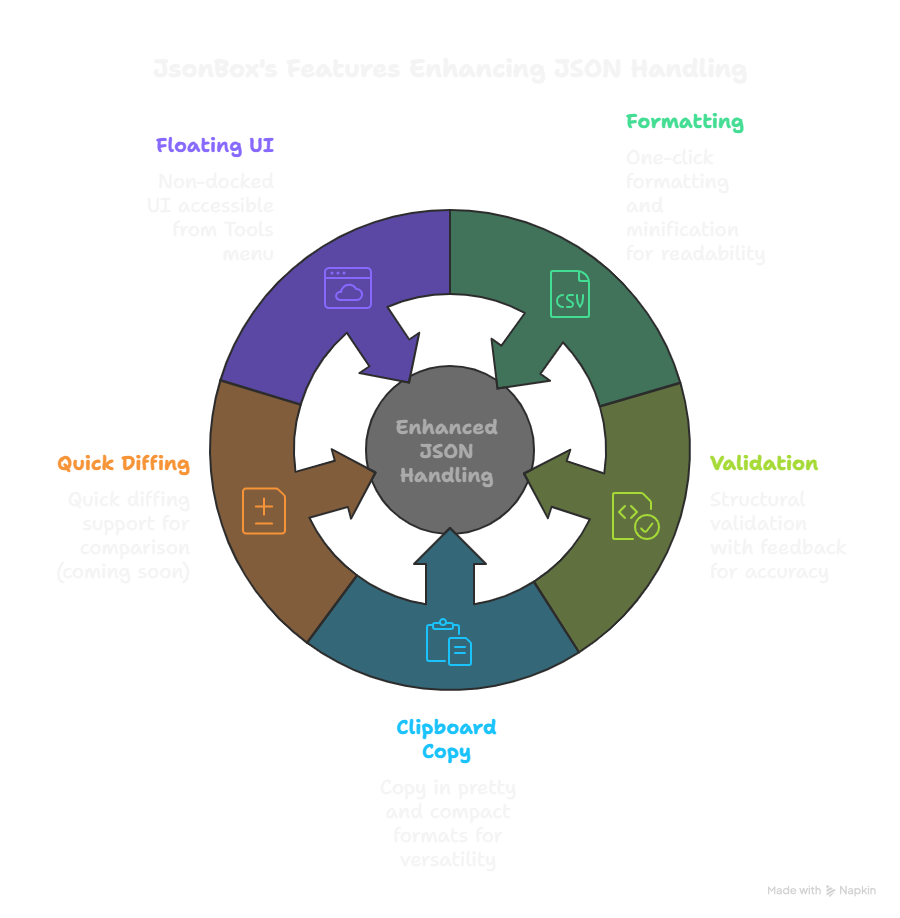 JsonBox's Features Enhancing JSON Handling
Floating UI
Non-docked
UI accessible
from Tools
menu
Formatting
One-click
formatting
and
minification
for readability
CSV
Enhanced
JSON
Handling
Quick Diffing
Quick diffing
support for
comparison
(coming soon)
Validation
Structural
validation
with feedback
for accuracy
Clipboard
Copy
Copy in pretty
and compact
formats for
versatility
Made with Napkin